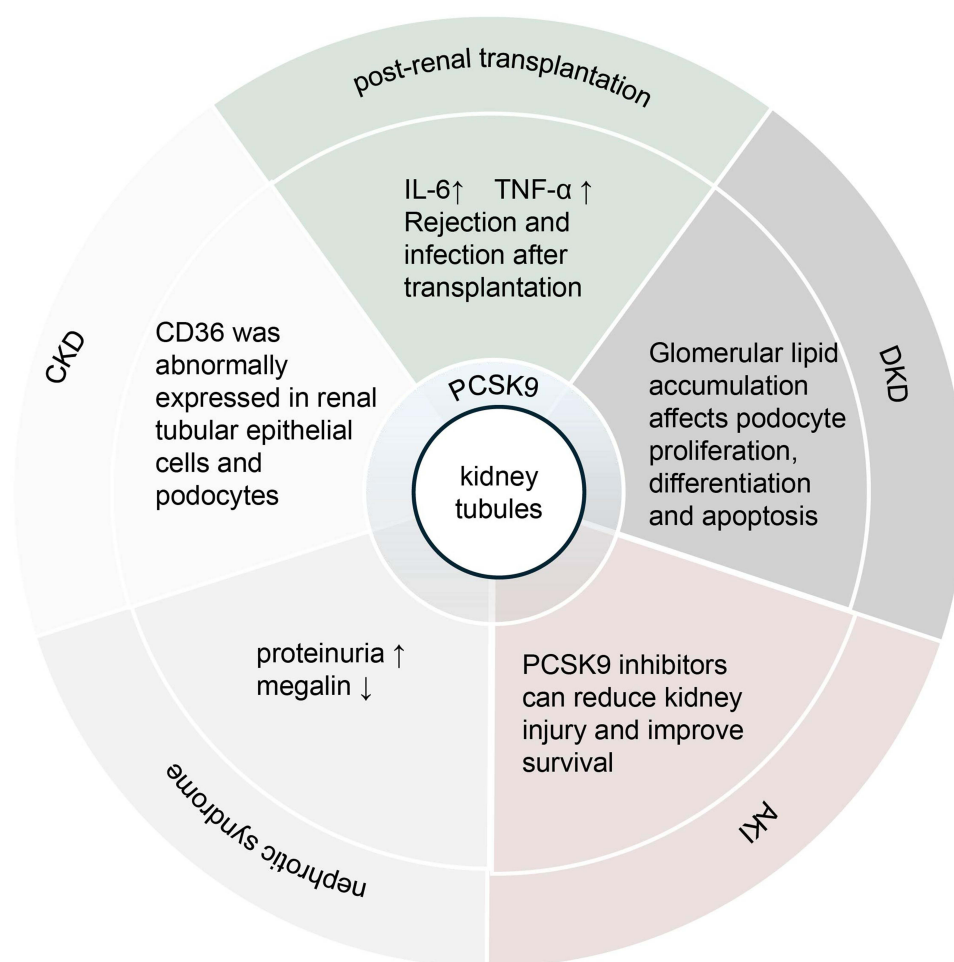 post-renal transplantation
IL-6↑ TNF-α ↑
Rejection and
infection after
transplantation
CKD
CD36 was
abnormally
expressed in renal
tubular epithelial
cells and
podocytes
PCSK9
kidney
tubules
DKD
Glomerular lipid
accumulation
affects podocyte
proliferation,
differentiation
and apoptosis
proteinuria ↑
megalin ↓
nephrotic syndrome
PCSK9 inhibitors
can reduce kidney
injury and improve
survival
AKI